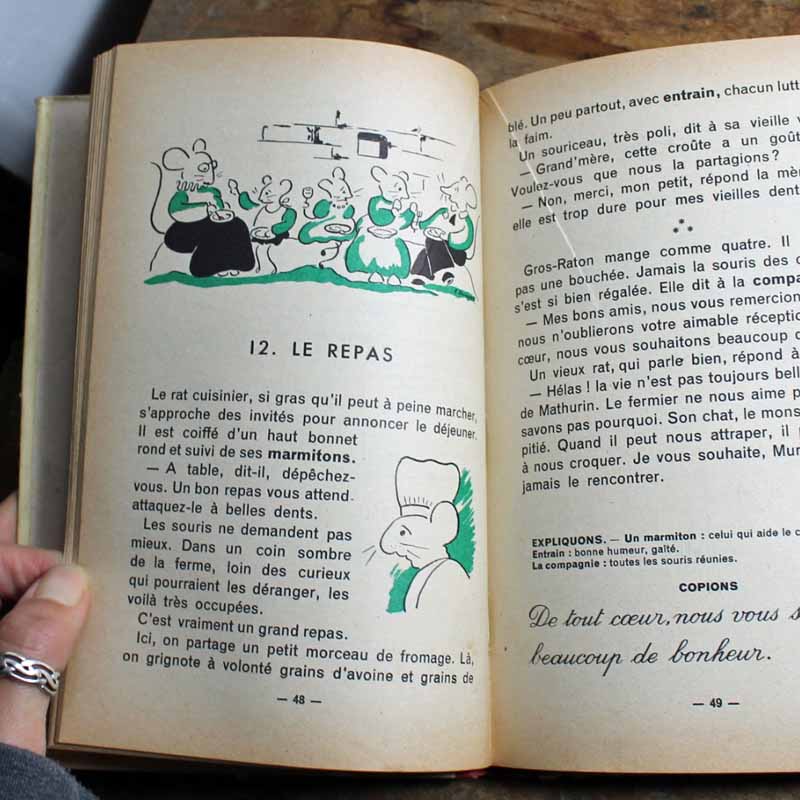 12. LE REPAS
Le rat cuisinier, si gras qu'il peut à peine marcher,
s'approche des invités pour annoncer le déjeuner.
Il est coiffé d'un haut bonnet
rond et suivi de ses marmitons.
— A table, dit-il, dépêchez-
vous. Un bon repas vous attend.
attaquez-le à belles dents.
Les souris ne demandent pas
mieux. Dans un coin sombre
de la ferme, loin des curieux
qui pourraient les déranger, les
voilà très occupées.
C'est vraiment un grand repas.
Ici, on partage un petit morceau de fromage. Là,
on grignote à volonté grains d'avoine et grains de
— 48 —
blé. Un peu partout, avec entrain, chacun lutt
la faim.
Un souriceau, très poli, dit à sa vieille
— Grand'mère, cette croûte a un goût
Voulez-vous que nous la partagions ?
— Non, merci, mon petit, répond la mèr
elle est trop dure pour mes vieilles dent
Gros-Raton mange comme quatre. Il
pas une bouchée. Jamais la souris des
s'est si bien régalée. Elle dit à la compa
— Mes bons amis, nous vous remercion
nous n'oublierons votre aimable récepti
cœur, nous vous souhaitons beaucoup
Un vieux rat, qui parle bien, répond à
— Hélas ! la vie n'est pas toujours bell
de Mathurin. Le fermier ne nous aime p
savons pas pourquoi. Son chat, le mons
pitié. Quand il peut nous attraper, il
à nous croquer. Je vous souhaite, Mur
jamais le rencontrer.
EXPLIQUONS. — Un marmiton : celui qui aide le c
Entrain : bonne humeur, gaîté.
La compagnie : toutes les souris réunies.
COPIONS
De tout cœur, nous vous s
beaucoup de bonheur.
— 49 —